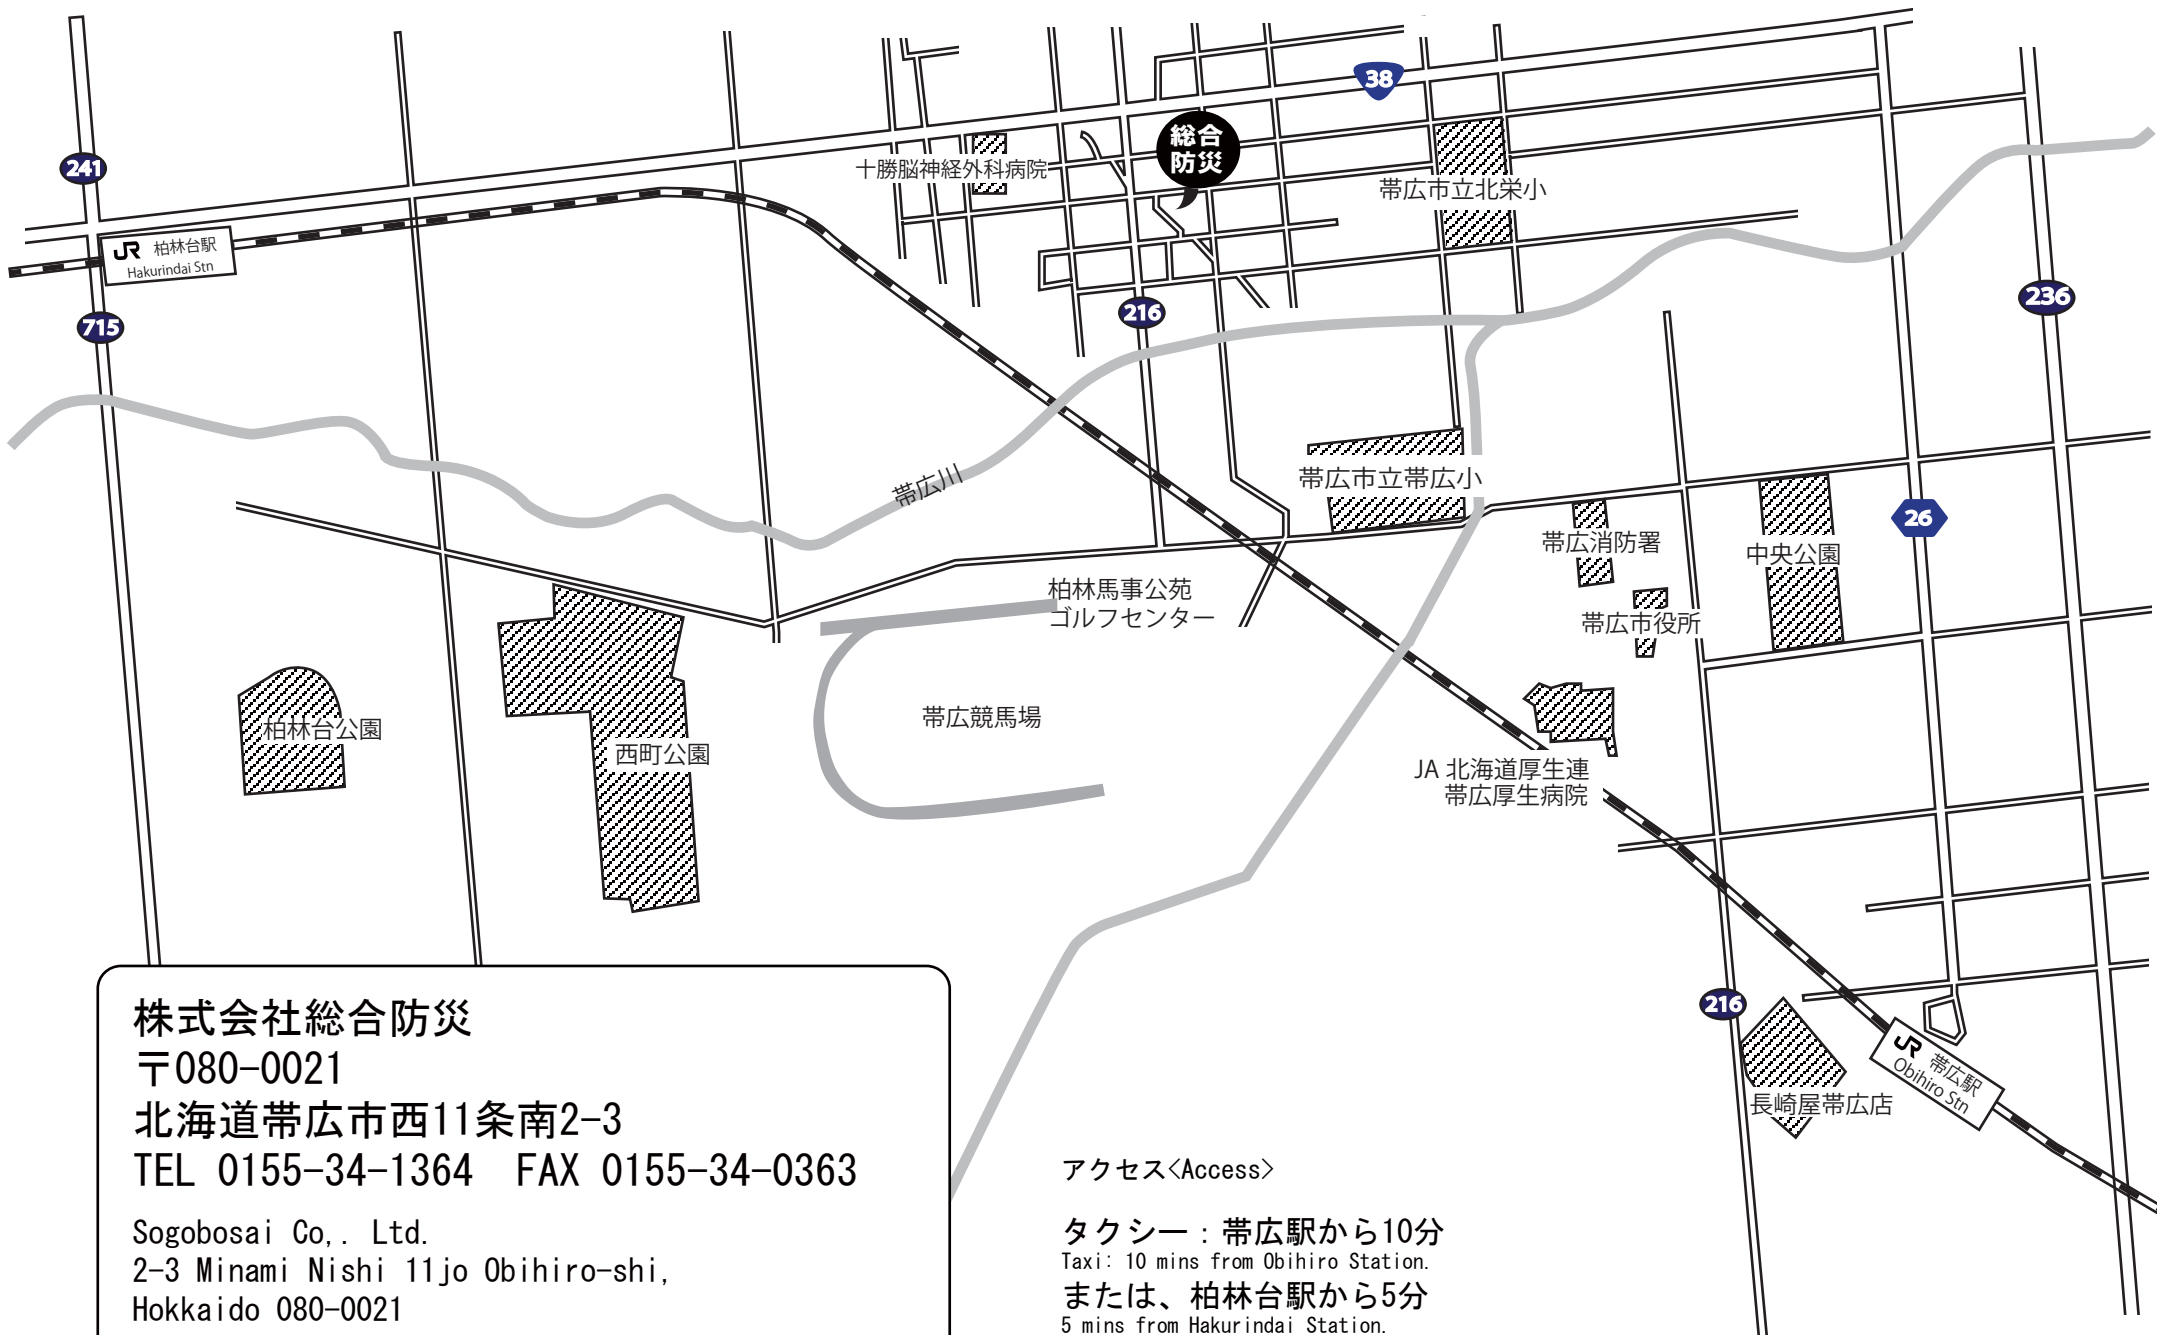 38
総合
防災
241
十勝脳神経外科病院
帯広市立北栄小
JR 柏林台駅
Hakurindai Stn
715
216
236
帯広川
帯広市立帯広小
26
帯広消防署
中央公園
柏林馬事公苑
ゴルフセンター
帯広市役所
柏林台公園
西町公園
帯広競馬場
JA 北海道厚生連
帯広厚生病院
216
JR 帯広駅
Obihiro Stn
長崎屋帯広店
株式会社総合防災
〒080-0021
北海道帯広市西11条南2-3
TEL 0155-34-1364　FAX 0155-34-0363
Sogobosai Co,. Ltd.
2-3 Minami Nishi 11jo Obihiro-shi,
Hokkaido 080-0021
アクセス<Access>
タクシー：帯広駅から10分
Taxi: 10 mins from Obihiro Station.
または、柏林台駅から5分
5 mins from Hakurindai Station.